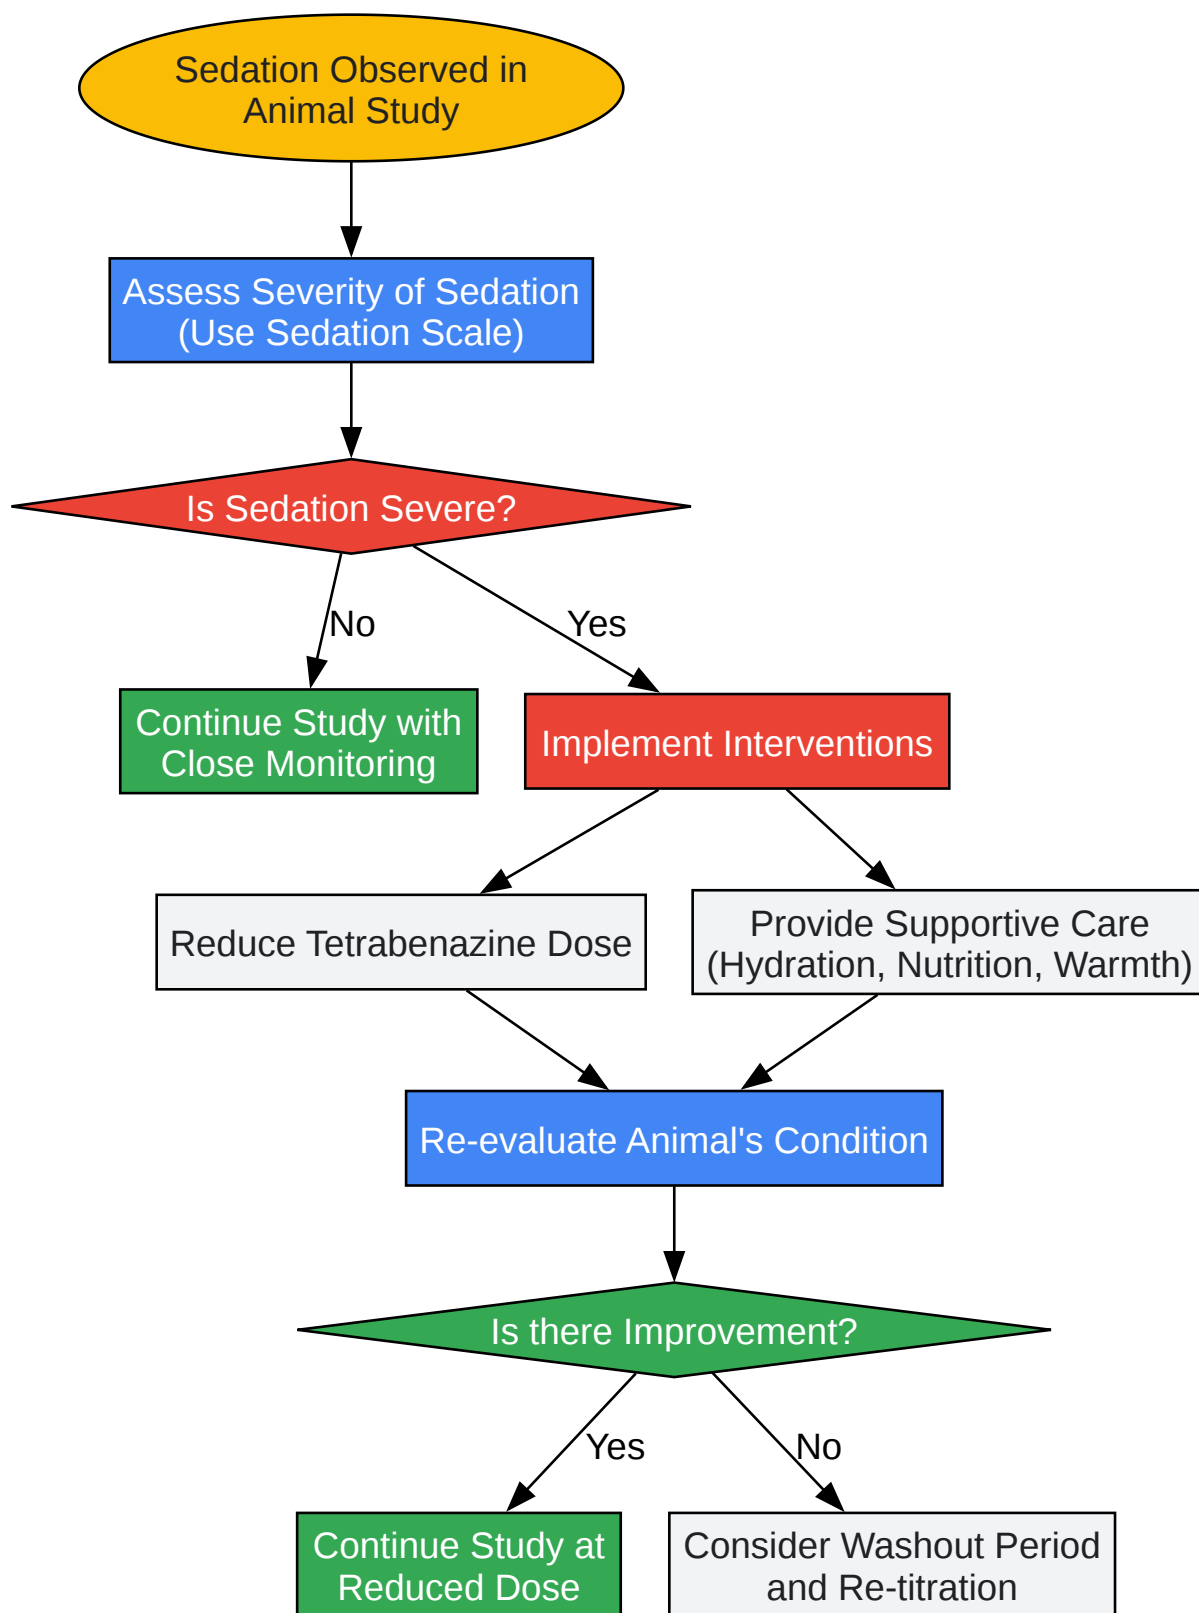 Sedation Observed in
Animal Study
Assess Severity of Sedation
(Use Sedation Scale)
Is Sedation Severe?
No
Yes
Continue Study with
Close Monitoring
Implement Interventions
Reduce Tetrabenazine Dose
Provide Supportive Care
(Hydration, Nutrition, Warmth)
Re-evaluate Animal's Condition
Is there Improvement?
Yes
No
Continue Study at
Reduced Dose
Consider Washout Period
and Re-titration